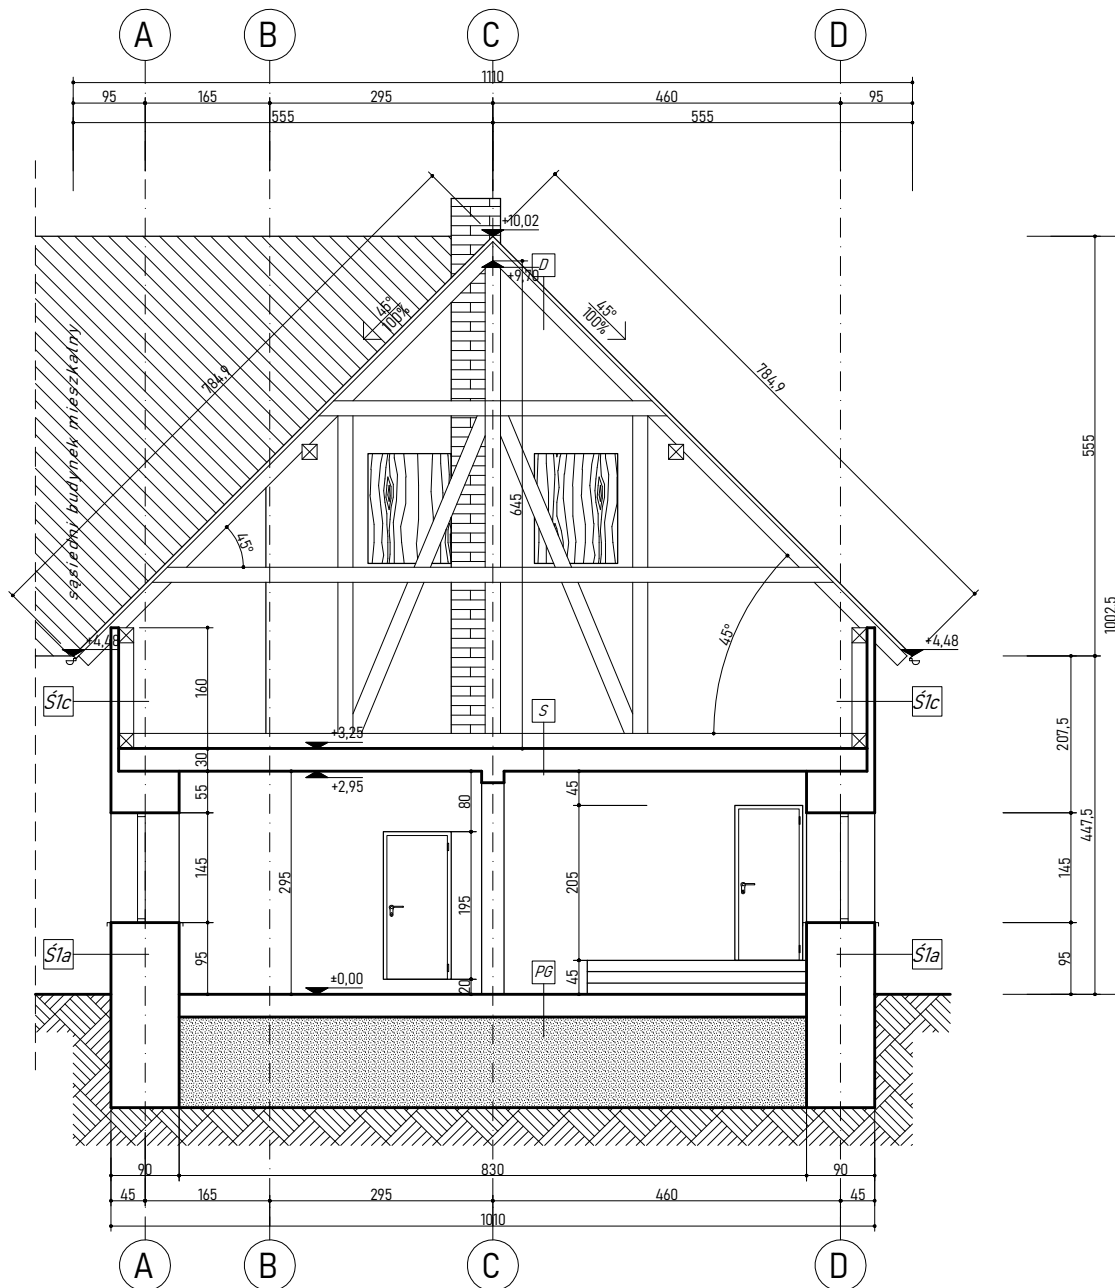 A B C D
1110
95 165 295 460 95
555 555
+10,02
D
+9,78
45°
100%
45°
100%
784,9
784,9
sąsiedni budynek mieszkalny
555
1002,5
645
45°
45°
+4,48
+4,48
Ś1c
Ś1c
160
S
207,5
+3,25
30
+2,95
55
80
45
447,5
145
295
195
205
145
Ś1a
Ś1a
95
±0,00
20
PG
45
95
90 830 90
45 165 295 460 45
1010
A B C D